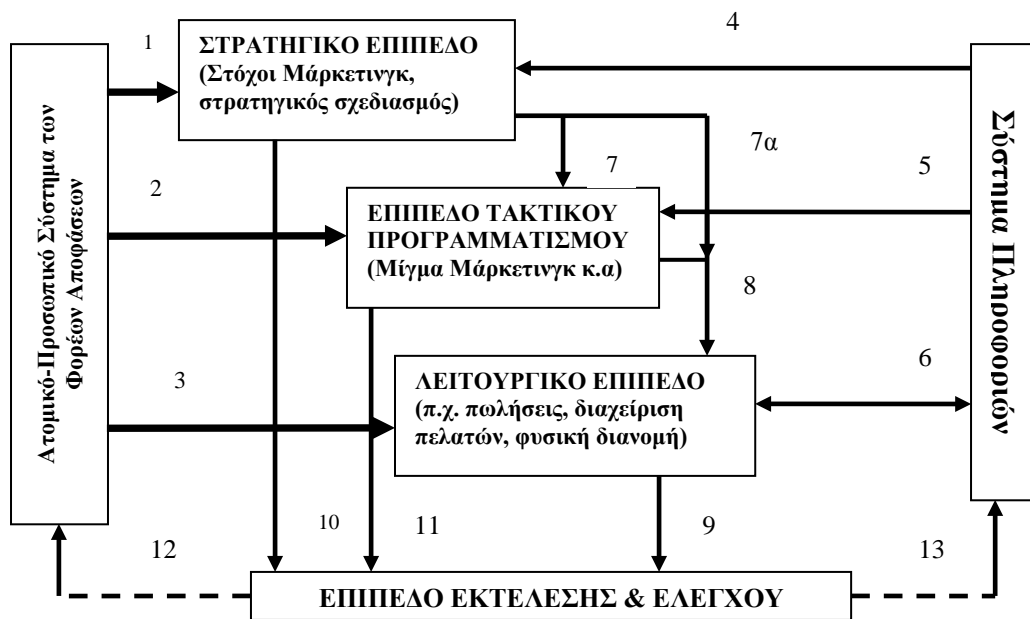 1
ΣΤΡΑΤΗΓΙΚΟ ΕΠΙΠΕΔΟ
(Στόχοι Μάρκετινγκ,
στρατηγικός σχεδιασμός)
4
Ατομικό-Προσωπικό Σύστημα των
Φορέων Αποφάσεων
Σύστημα Πληροφοριών
7α
7
5
2
ΕΠΙΠΕΔΟ ΤΑΚΤΙΚΟΥ
ΠΡΟΓΡΑΜΜΑΤΙΣΜΟΥ
(Μίγμα Μάρκετινγκ κ.α)
8
6
3
ΛΕΙΤΟΥΡΓΙΚΟ ΕΠΙΠΕΔΟ
(π.χ. πωλήσεις, διαχείριση
πελατών, φυσική διανομή)
10
11
9
12
13
ΕΠΙΠΕΔΟ ΕΚΤΕΛΕΣΗΣ & ΕΛΕΓΧΟΥ